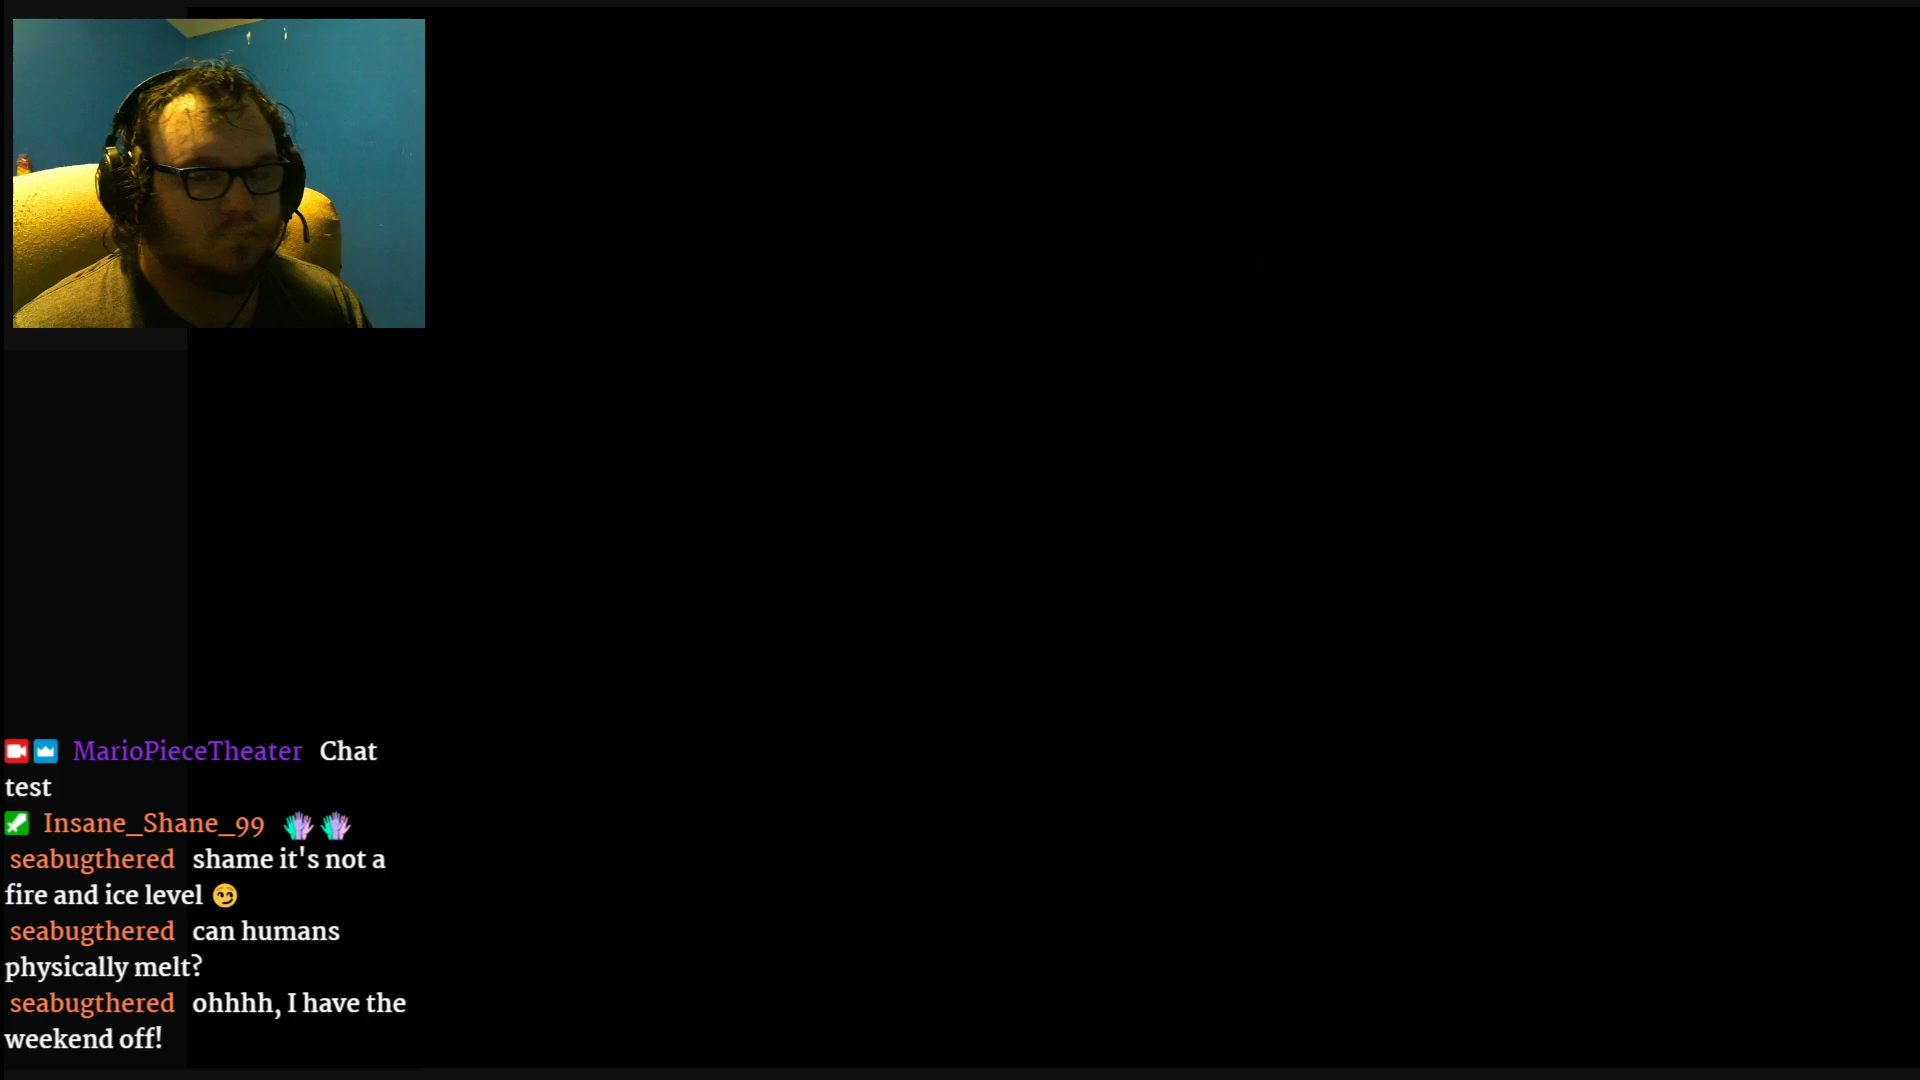 MarioPieceTheater Chat
test
Insane_Shane_99
seabugthered shame it's not a
fire and ice level 😏
seabugthered can humans
physically melt?
seabugthered ohhhh, I have the
weekend off!